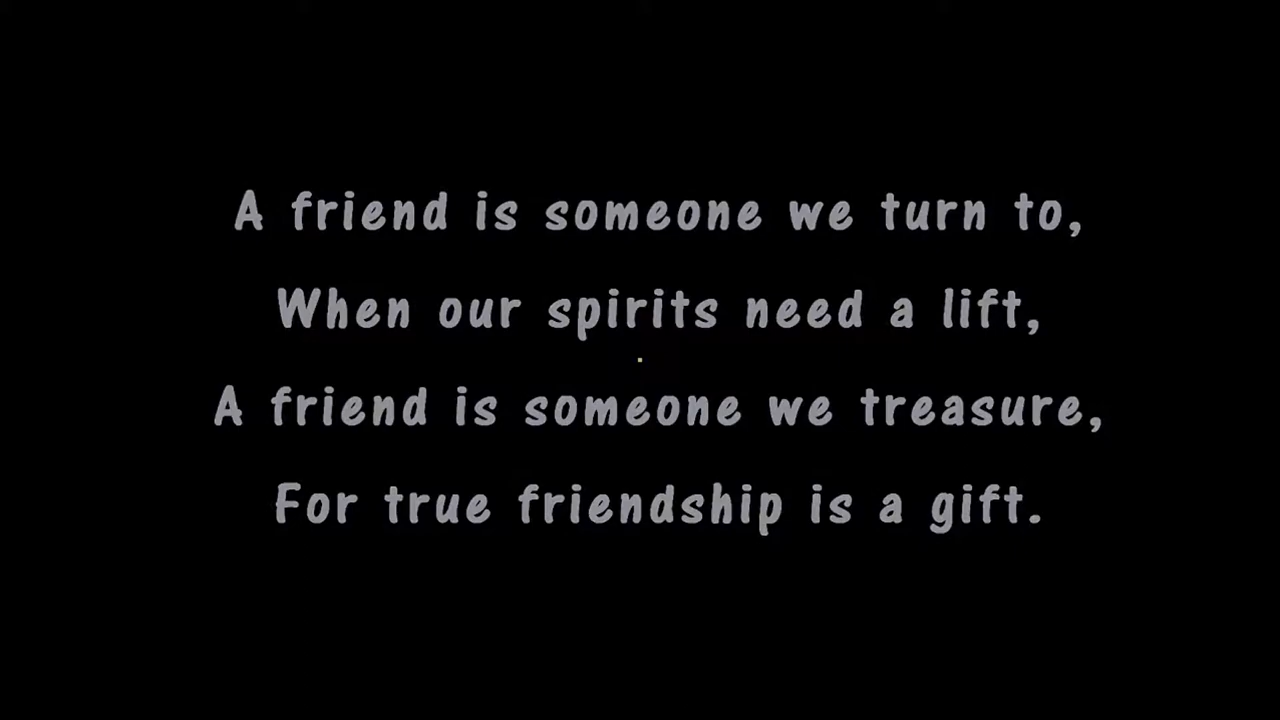 A friend is someone we turn to,
When our spirits need a lift,
A friend is someone we treasure,
For true friendship is a gift.